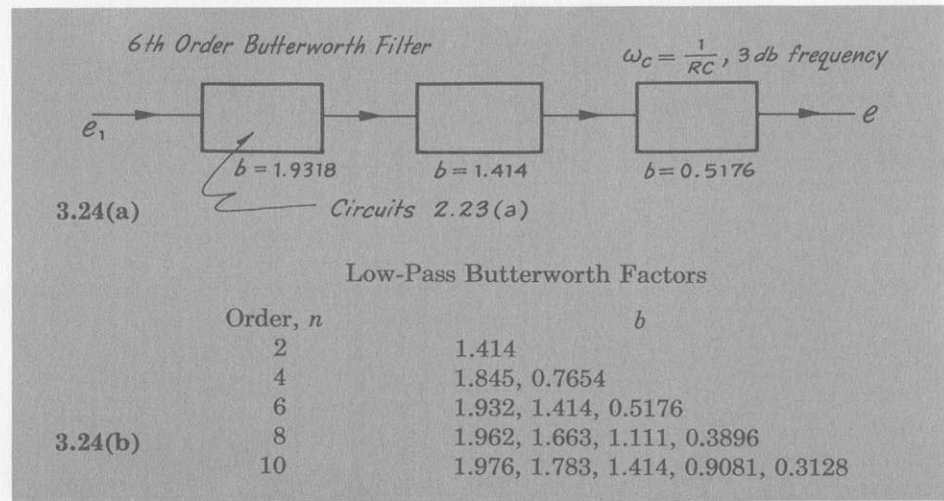 6th Order Butterworth Filter
ω_c = 1/RC, 3 db frequency
e₁
e
b = 1.9318
b = 1.414
b = 0.5176
3.24(a)
Circuits 2.23(a)
Low-Pass Butterworth Factors
Order, n b
2 1.414
4 1.845, 0.7654
6 1.932, 1.414, 0.5176
3.24(b)
8 1.962, 1.663, 1.111, 0.3896
10 1.976, 1.783, 1.414, 0.9081, 0.3128